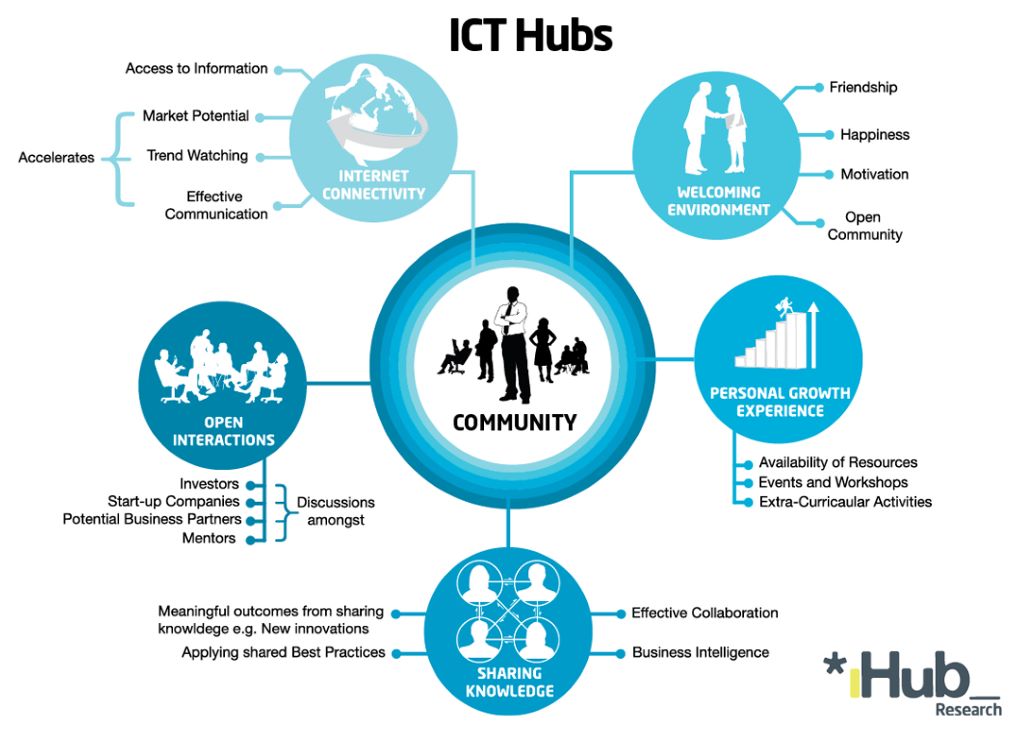 ICT Hubs
Access to Information
Market Potential
Accelerates
Trend Watching
Effective
Communication
INTERNET
CONNECTIVITY
Friendship
Happiness
Motivation
Open
Community
WELCOMING
ENVIRONMENT
COMMUNITY
OPEN
INTERACTIONS
Investors
Start-up Companies
Potential Business Partners
Mentors
Discussions
amongst
PERSONAL GROWTH
EXPERIENCE
Availability of Resources
Events and Workshops
Extra-Curricaular Activities
Meaningful outcomes from sharing
knowldege e.g. New innovations
Applying shared Best Practices
Effective Collaboration
Business Intelligence
SHARING
KNOWLEDGE
*iHub_
Research